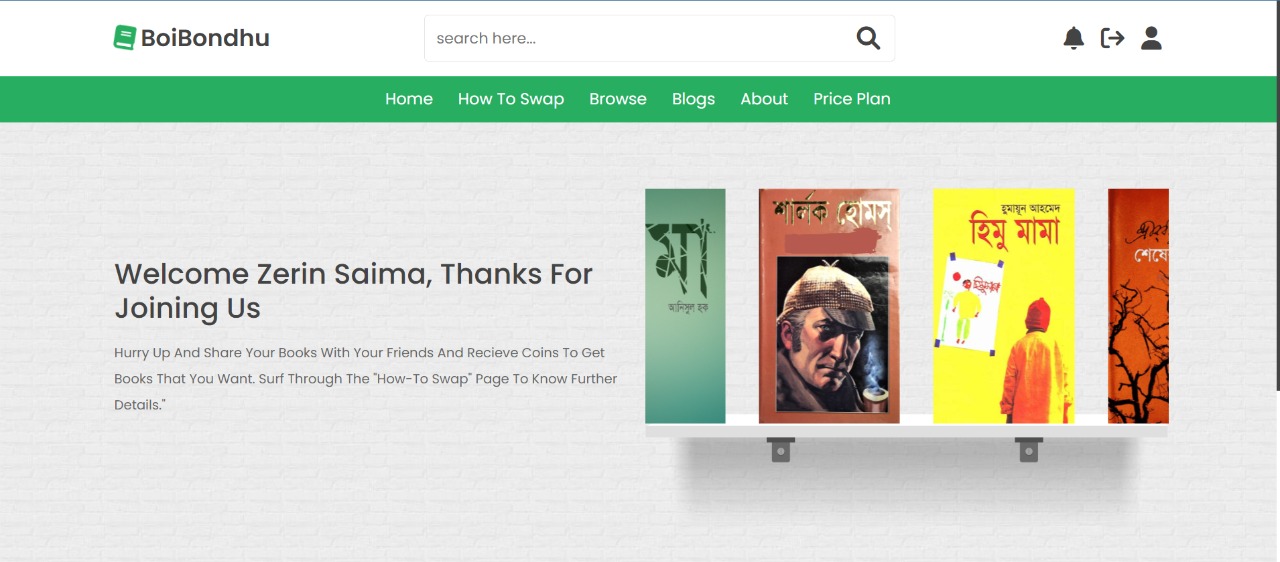 BoiBondhu
search here...
Home How To Swap Browse Blogs About Price Plan
Welcome Zerin Saima, Thanks For
Joining Us
Hurry Up And Share Your Books With Your Friends And Recieve Coins To Get
Books That You Want. Surf Through The "How-To Swap" Page To Know Further
Details."
মা
আনিসুল হক
শার্লক হোমস্
হুমায়ূন আহমেদ
হিমু মামা
শেষে